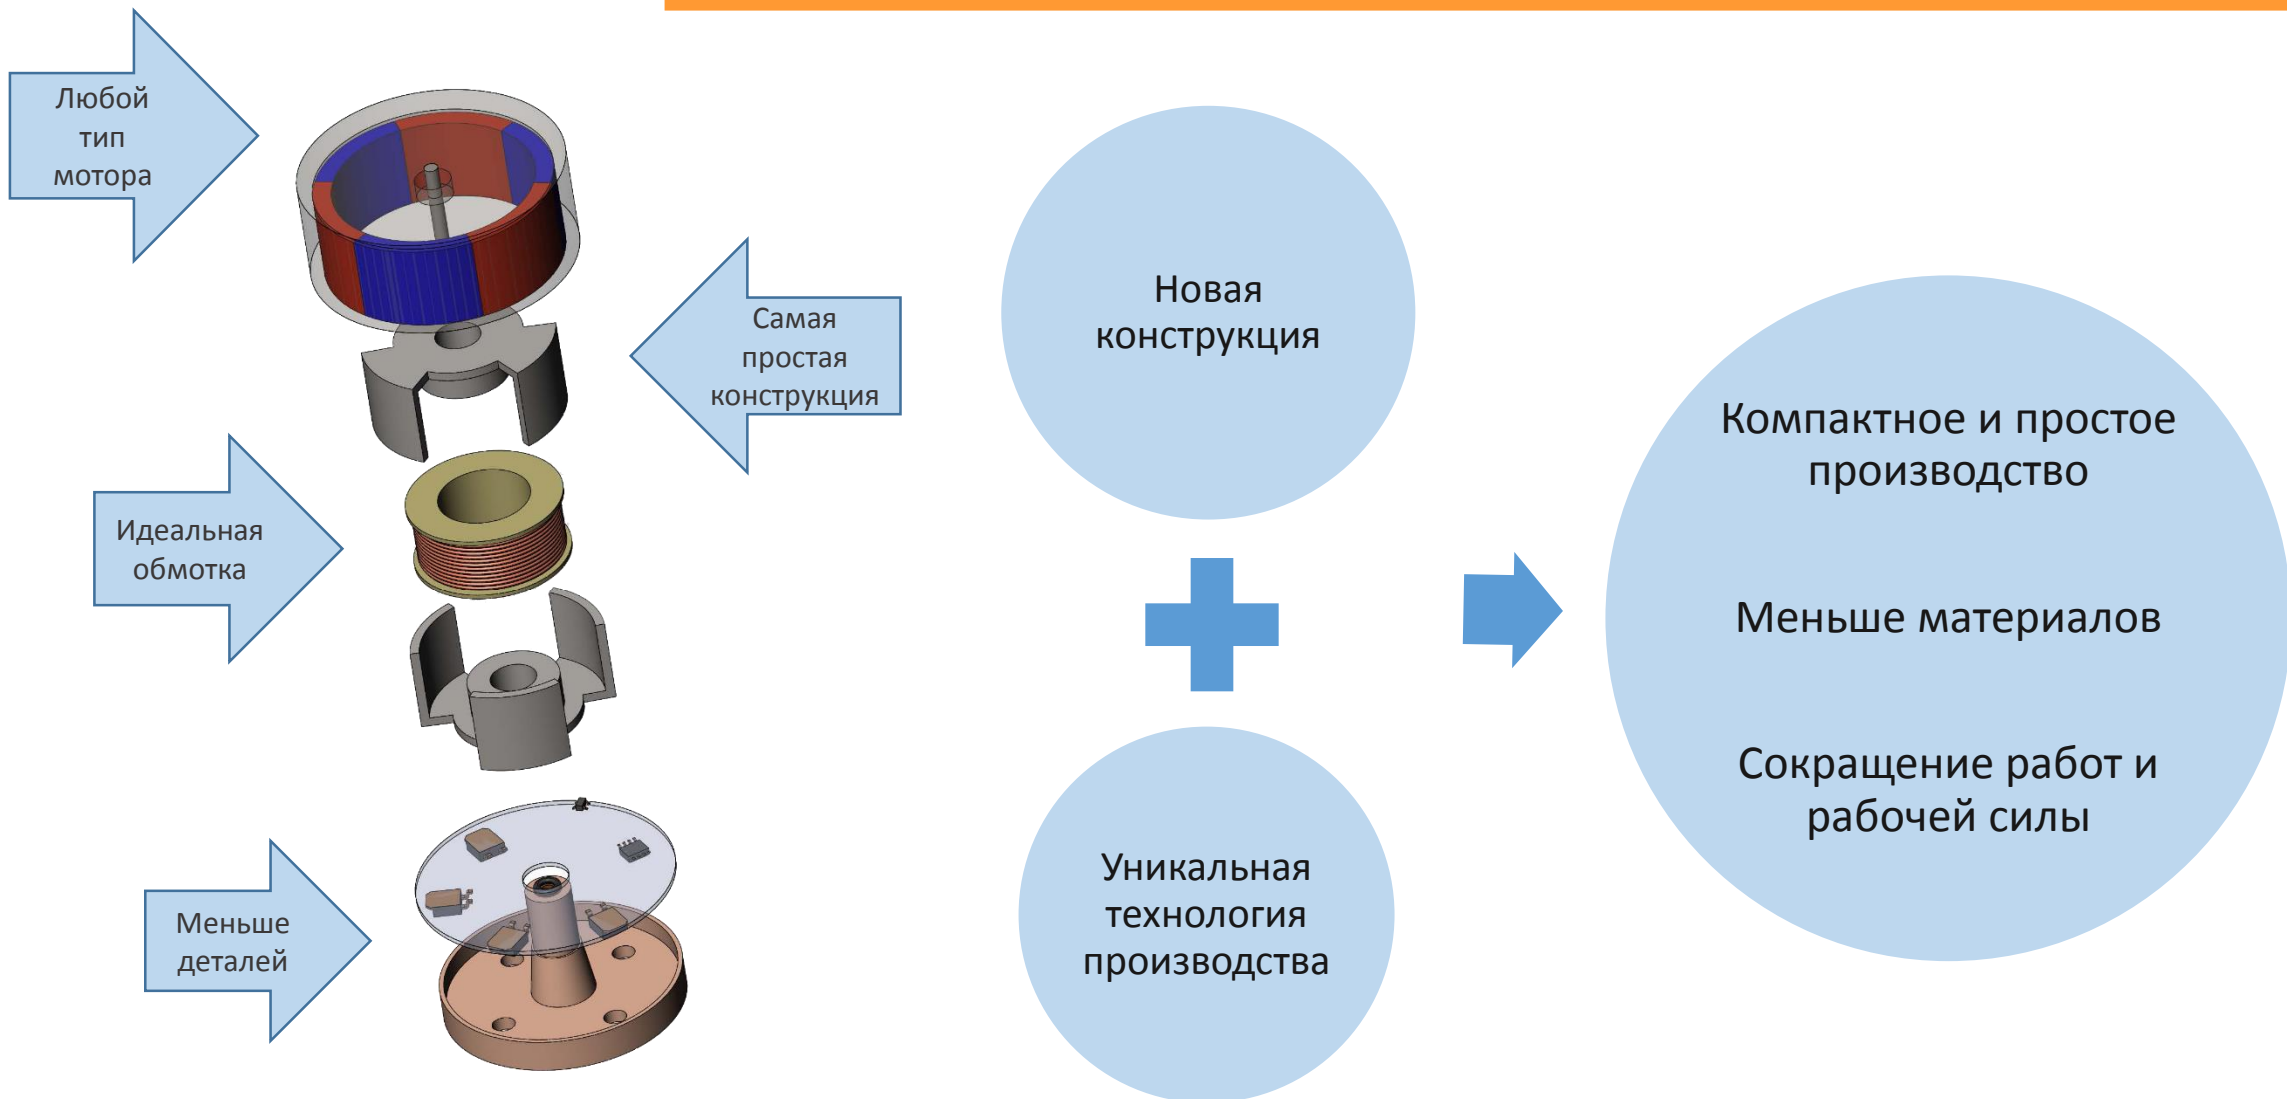 Любой
тип
мотора
Самая
простая
конструкция
Идеальная
обмотка
Меньше
деталей
Новая
конструкция
Уникальная
технология
производства
Компактное и простое
производство
Меньше материалов
Сокращение работ и
рабочей силы